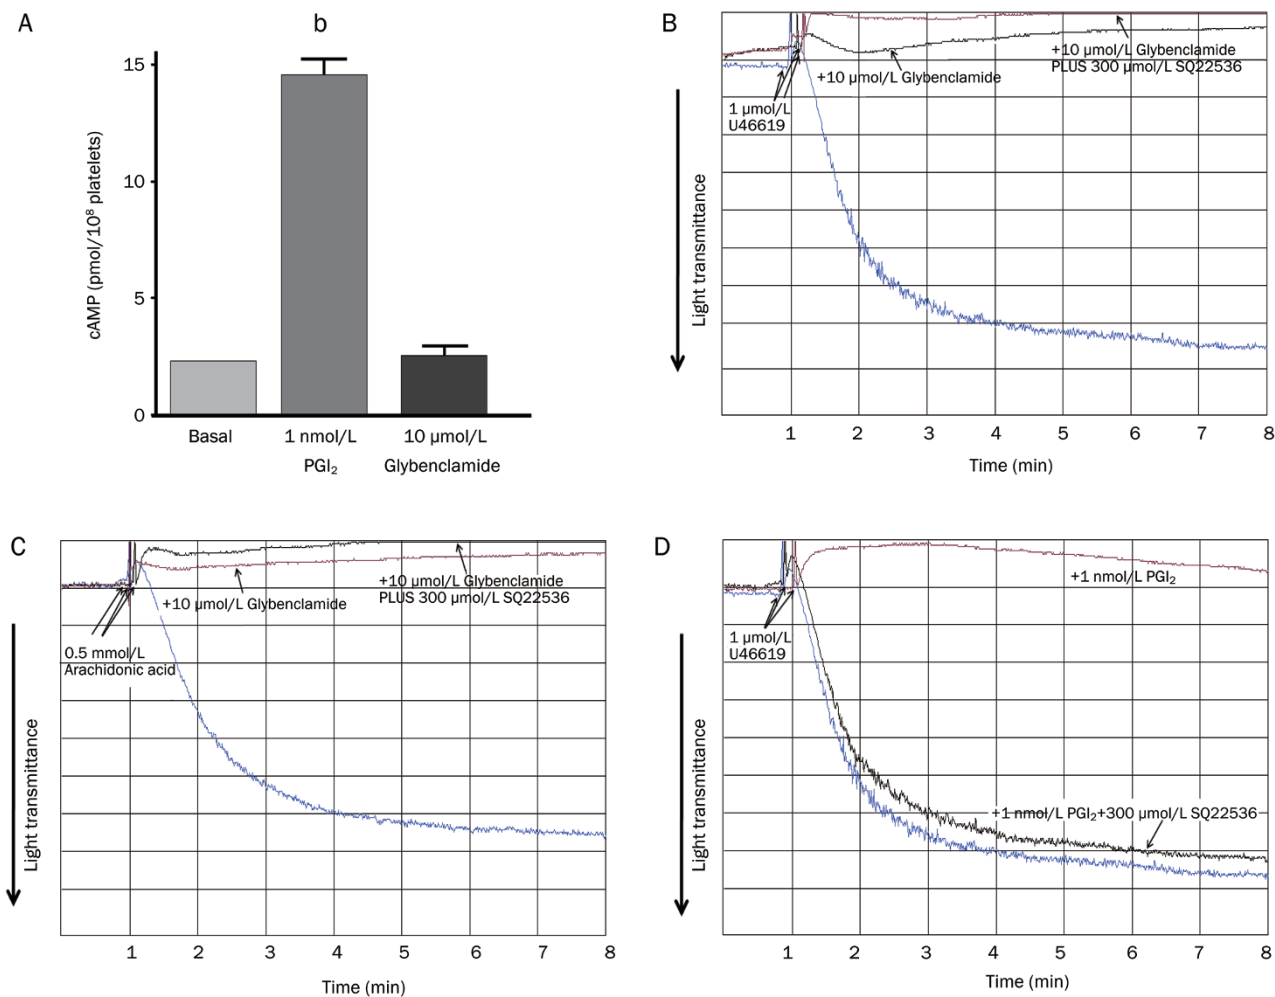 A
b
cAMP (pmol/10⁸ platelets)
15
10
5
0
Basal
1 nmol/L
PGI₂
10 µmol/L
Glybenclamide
B
Light transmittance
+10 µmol/L Glybenclamide
PLUS 300 µmol/L SQ22536
+10 µmol/L Glybenclamide
1 µmol/L
U46619
1 2 3 4 5 6 7 8
Time (min)
C
Light transmittance
+10 µmol/L Glybenclamide
PLUS 300 µmol/L SQ22536
+10 µmol/L Glybenclamide
0.5 mmol/L
Arachidonic acid
1 2 3 4 5 6 7 8
Time (min)
D
Light transmittance
+1 nmol/L PGI₂
1 µmol/L
U46619
+1 nmol/L PGI₂+300 µmol/L SQ22536
1 2 3 4 5 6 7 8
Time (min)